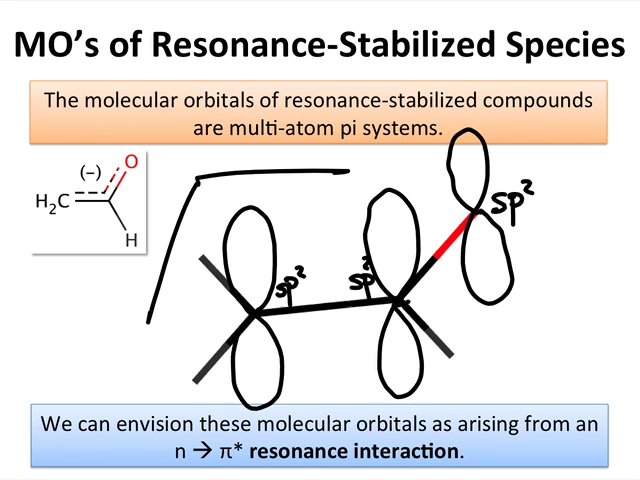 MO's of Resonance-Stabilized Species
The molecular orbitals of resonance-stabilized compounds
are multi-atom pi systems.
(–)
O
H₂C
H
sp²
sp²
sp²
We can envision these molecular orbitals as arising from an
n → π* resonance interaction.